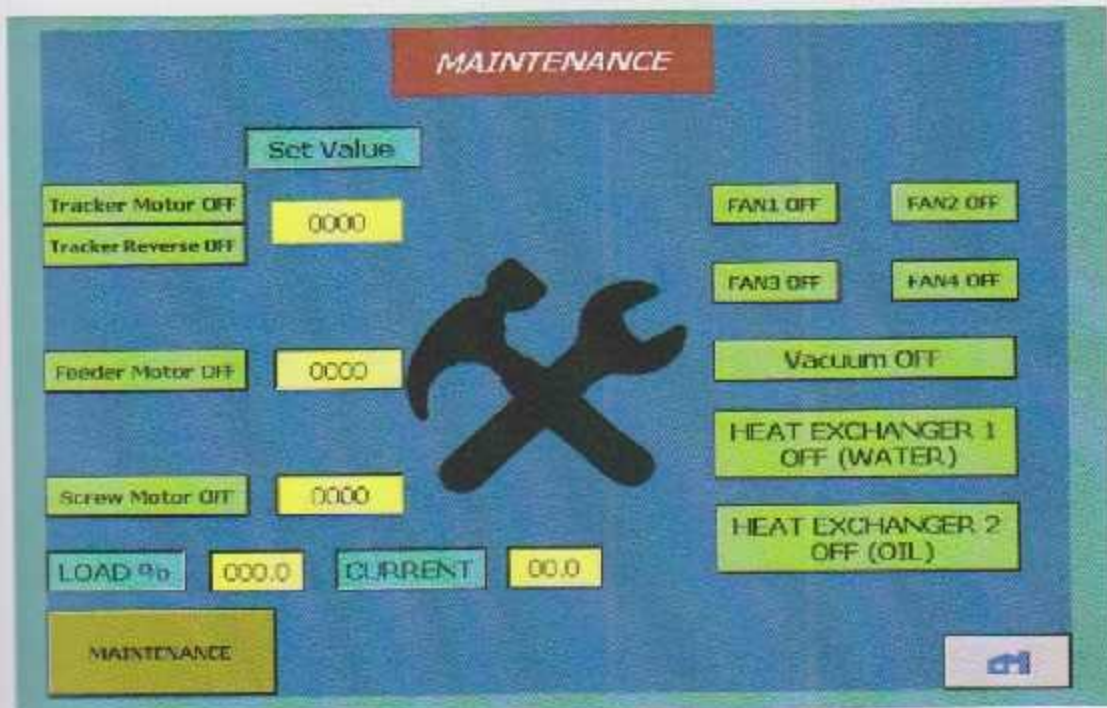 MAINTENANCE
Set Value
Tracker Motor OFF
0000
Tracker Reverse OFF
FAN1 OFF
FAN2 OFF
FAN3 OFF
FAN4 OFF
Feeder Motor OFF
0000
Vacuum OFF
HEAT EXCHANGER 1
OFF (WATER)
Screw Motor OFF
0000
HEAT EXCHANGER 2
OFF (OIL)
LOAD %
000.0
CURRENT
00.0
MAINTENANCE